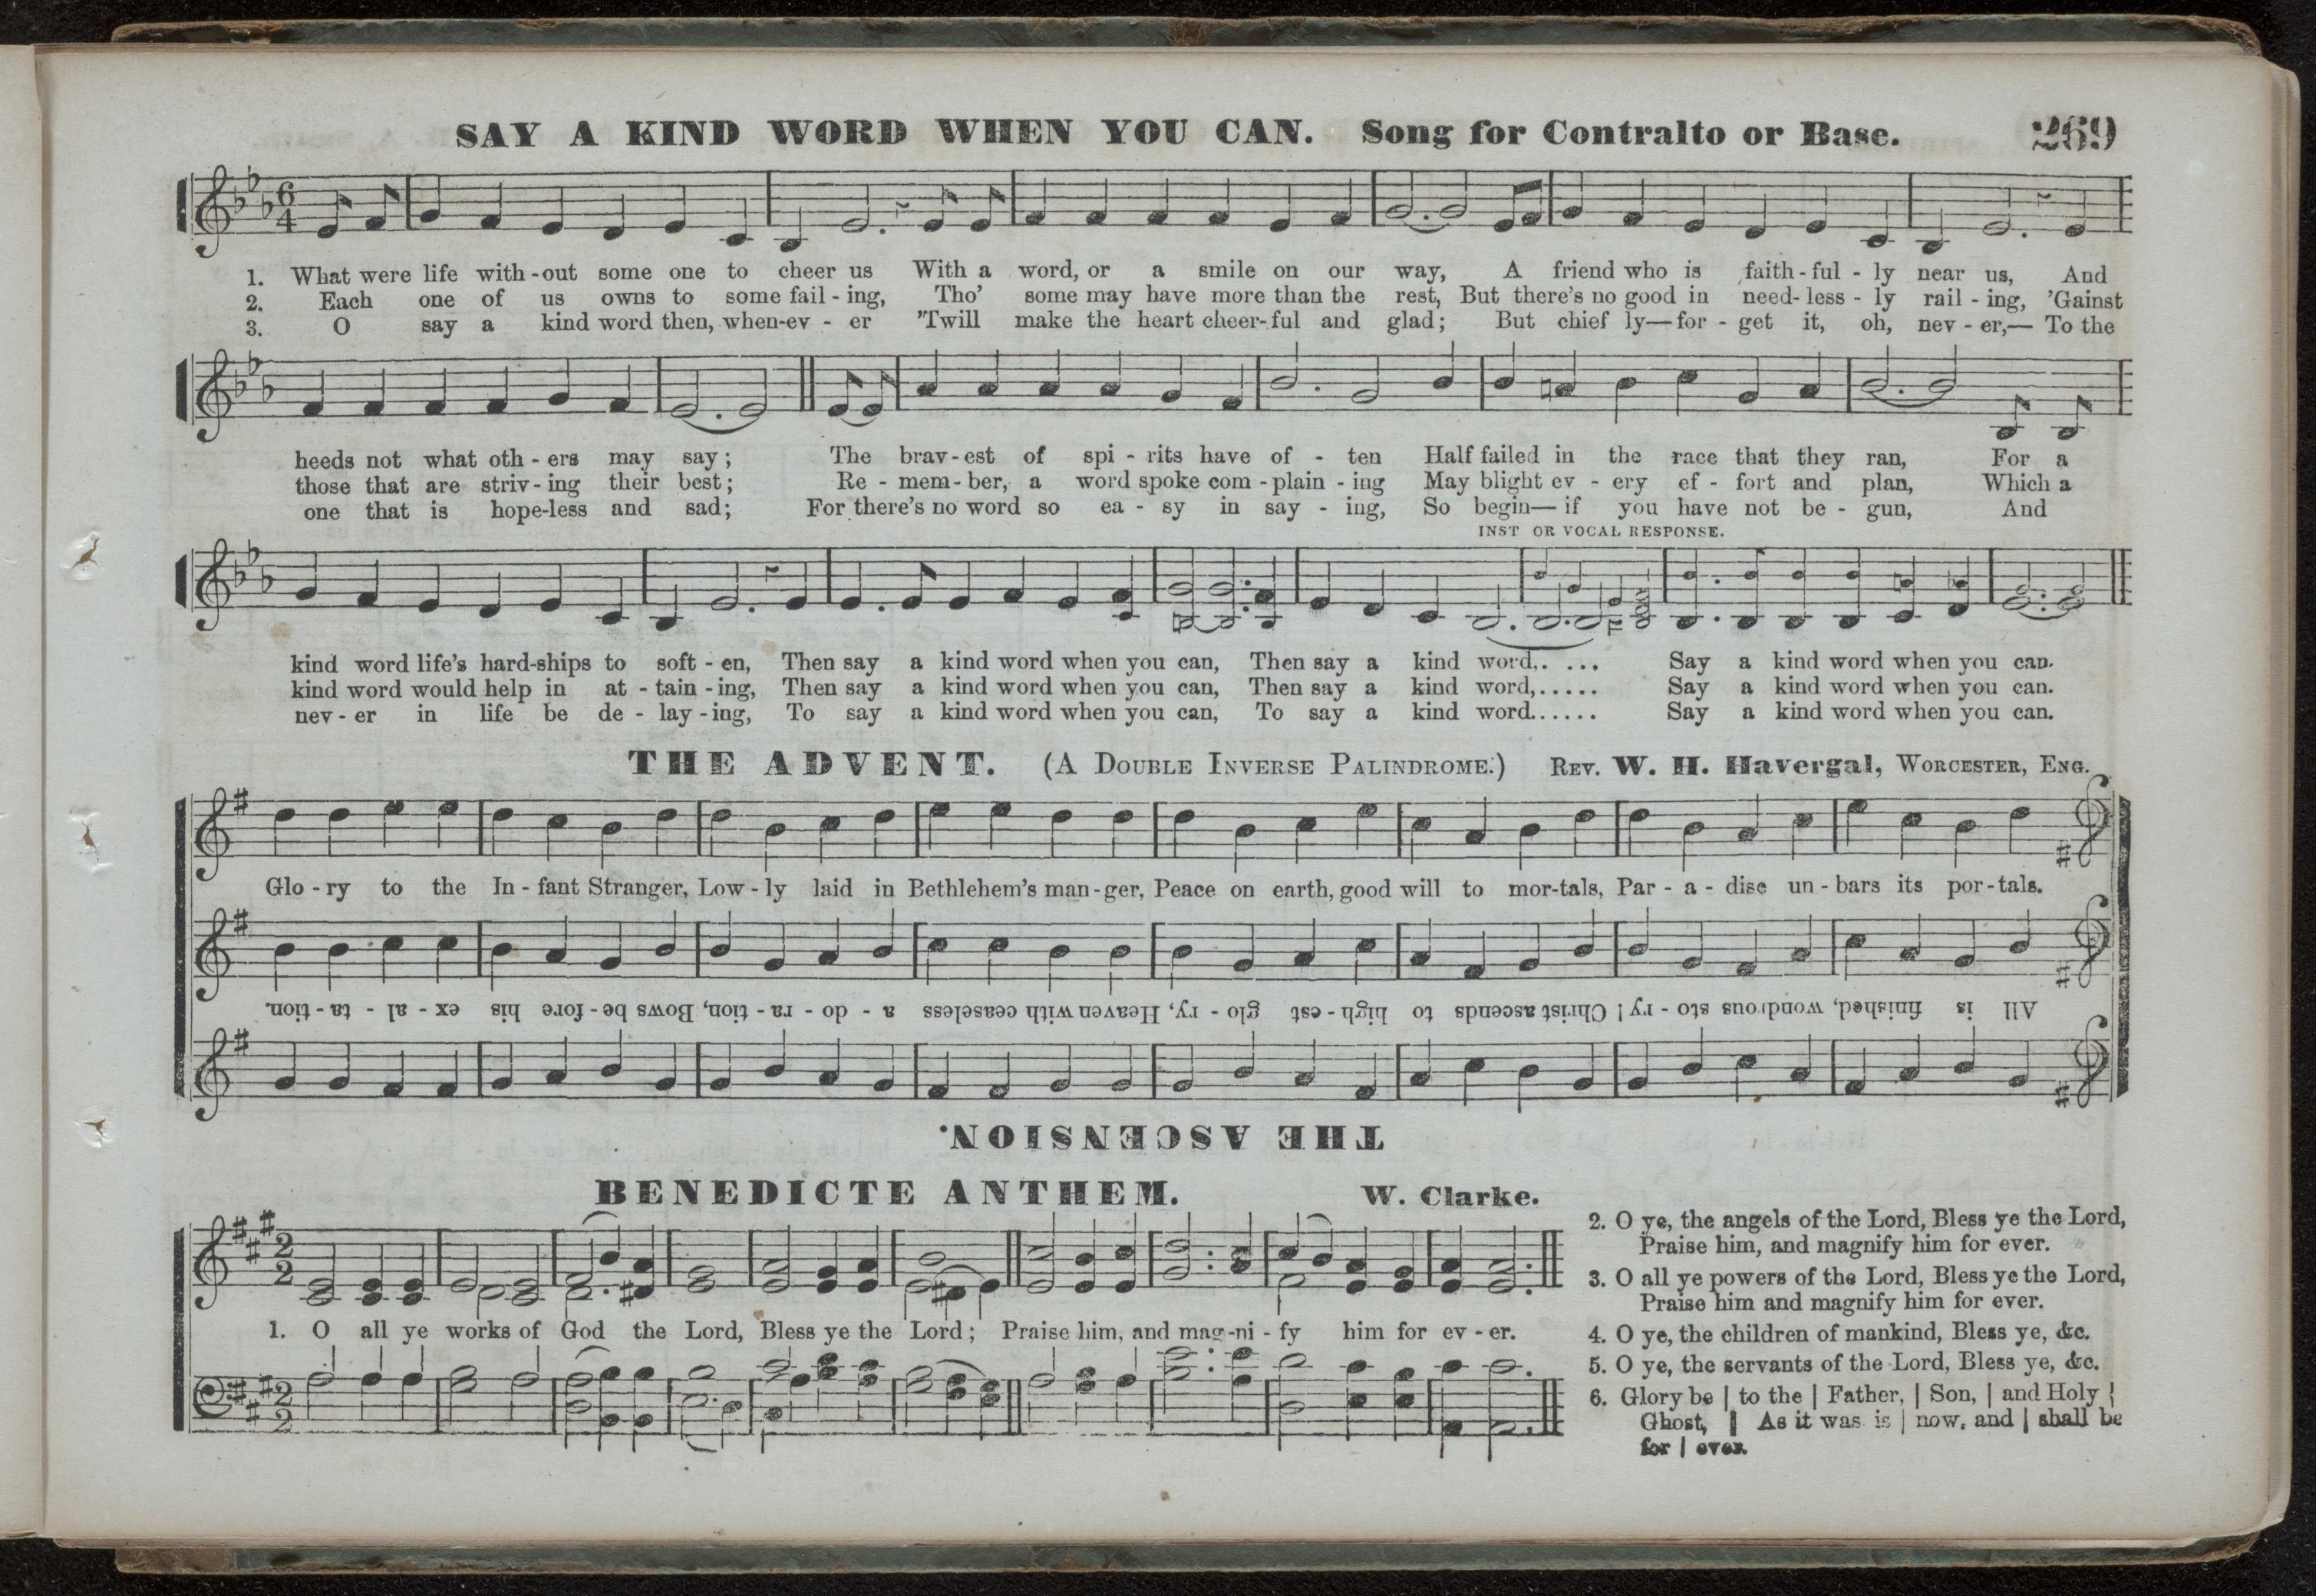 SAY A KIND WORD WHEN YOU CAN. Song for Contralto or Base. 269
1. What were life with-out some one to cheer us With a word, or a smile on our way, A friend who is faith-ful-ly near us, And
2. Each one of us owns to some fail-ing, Tho' some may have more than the rest, But there's no good in need-less-ly rail-ing, 'Gainst
3. O say a kind word then, when-ev-er "Twill make the heart cheer-ful and glad; But chief ly—for-get it, oh, nev-er,— To the
heeds not what oth-ers may say; The brav-est of spi-rits have of-ten Half failed in the race that they ran, For a
those that are striv-ing their best; Re-mem-ber, a word spoke com-plain-ing May blight ev-ery ef-fort and plan, Which a
one that is hope-less and sad; For there's no word so ea-sy in say-ing, So begin—if you have not be-gun, And
INST OR VOCAL RESPONSE.
kind word life's hard-ships to soft-en, Then say a kind word when you can, Then say a kind word,. ... Say a kind word when you can.
kind word would help in at-tain-ing, Then say a kind word when you can, Then say a kind word,..... Say a kind word when you can.
nev-er in life be de-lay-ing, To say a kind word when you can, To say a kind word...... Say a kind word when you can.
THE ADVENT. (A DOUBLE INVERSE PALINDROME.) REV. W. H. Havergal, WORCESTER, ENG.
Glo-ry to the In-fant Stranger, Low-ly laid in Bethlehem's man-ger, Peace on earth, good will to mor-tals, Par-a-dise un-bars its por-tals.
All is finished, wondrous sto-ry! Christ ascends to high-est glo-ry, Heaven with ceaseless a-do-ra-tion, Bows be-fore his ex-al-ta-tion.
THE ASCENSION.
BENEDICTE ANTHEM. W. Clarke.
1. O all ye works of God the Lord, Bless ye the Lord; Praise him, and mag-ni-fy him for ev-er.
2. O ye, the angels of the Lord, Bless ye the Lord,
Praise him, and magnify him for ever.
3. O all ye powers of the Lord, Bless ye the Lord,
Praise him and magnify him for ever.
4. O ye, the children of mankind, Bless ye, &c.
5. O ye, the servants of the Lord, Bless ye, &c.
6. Glory be | to the | Father, | Son, | and Holy |
Ghost, | As it was is | now, and | shall be
for | ever.